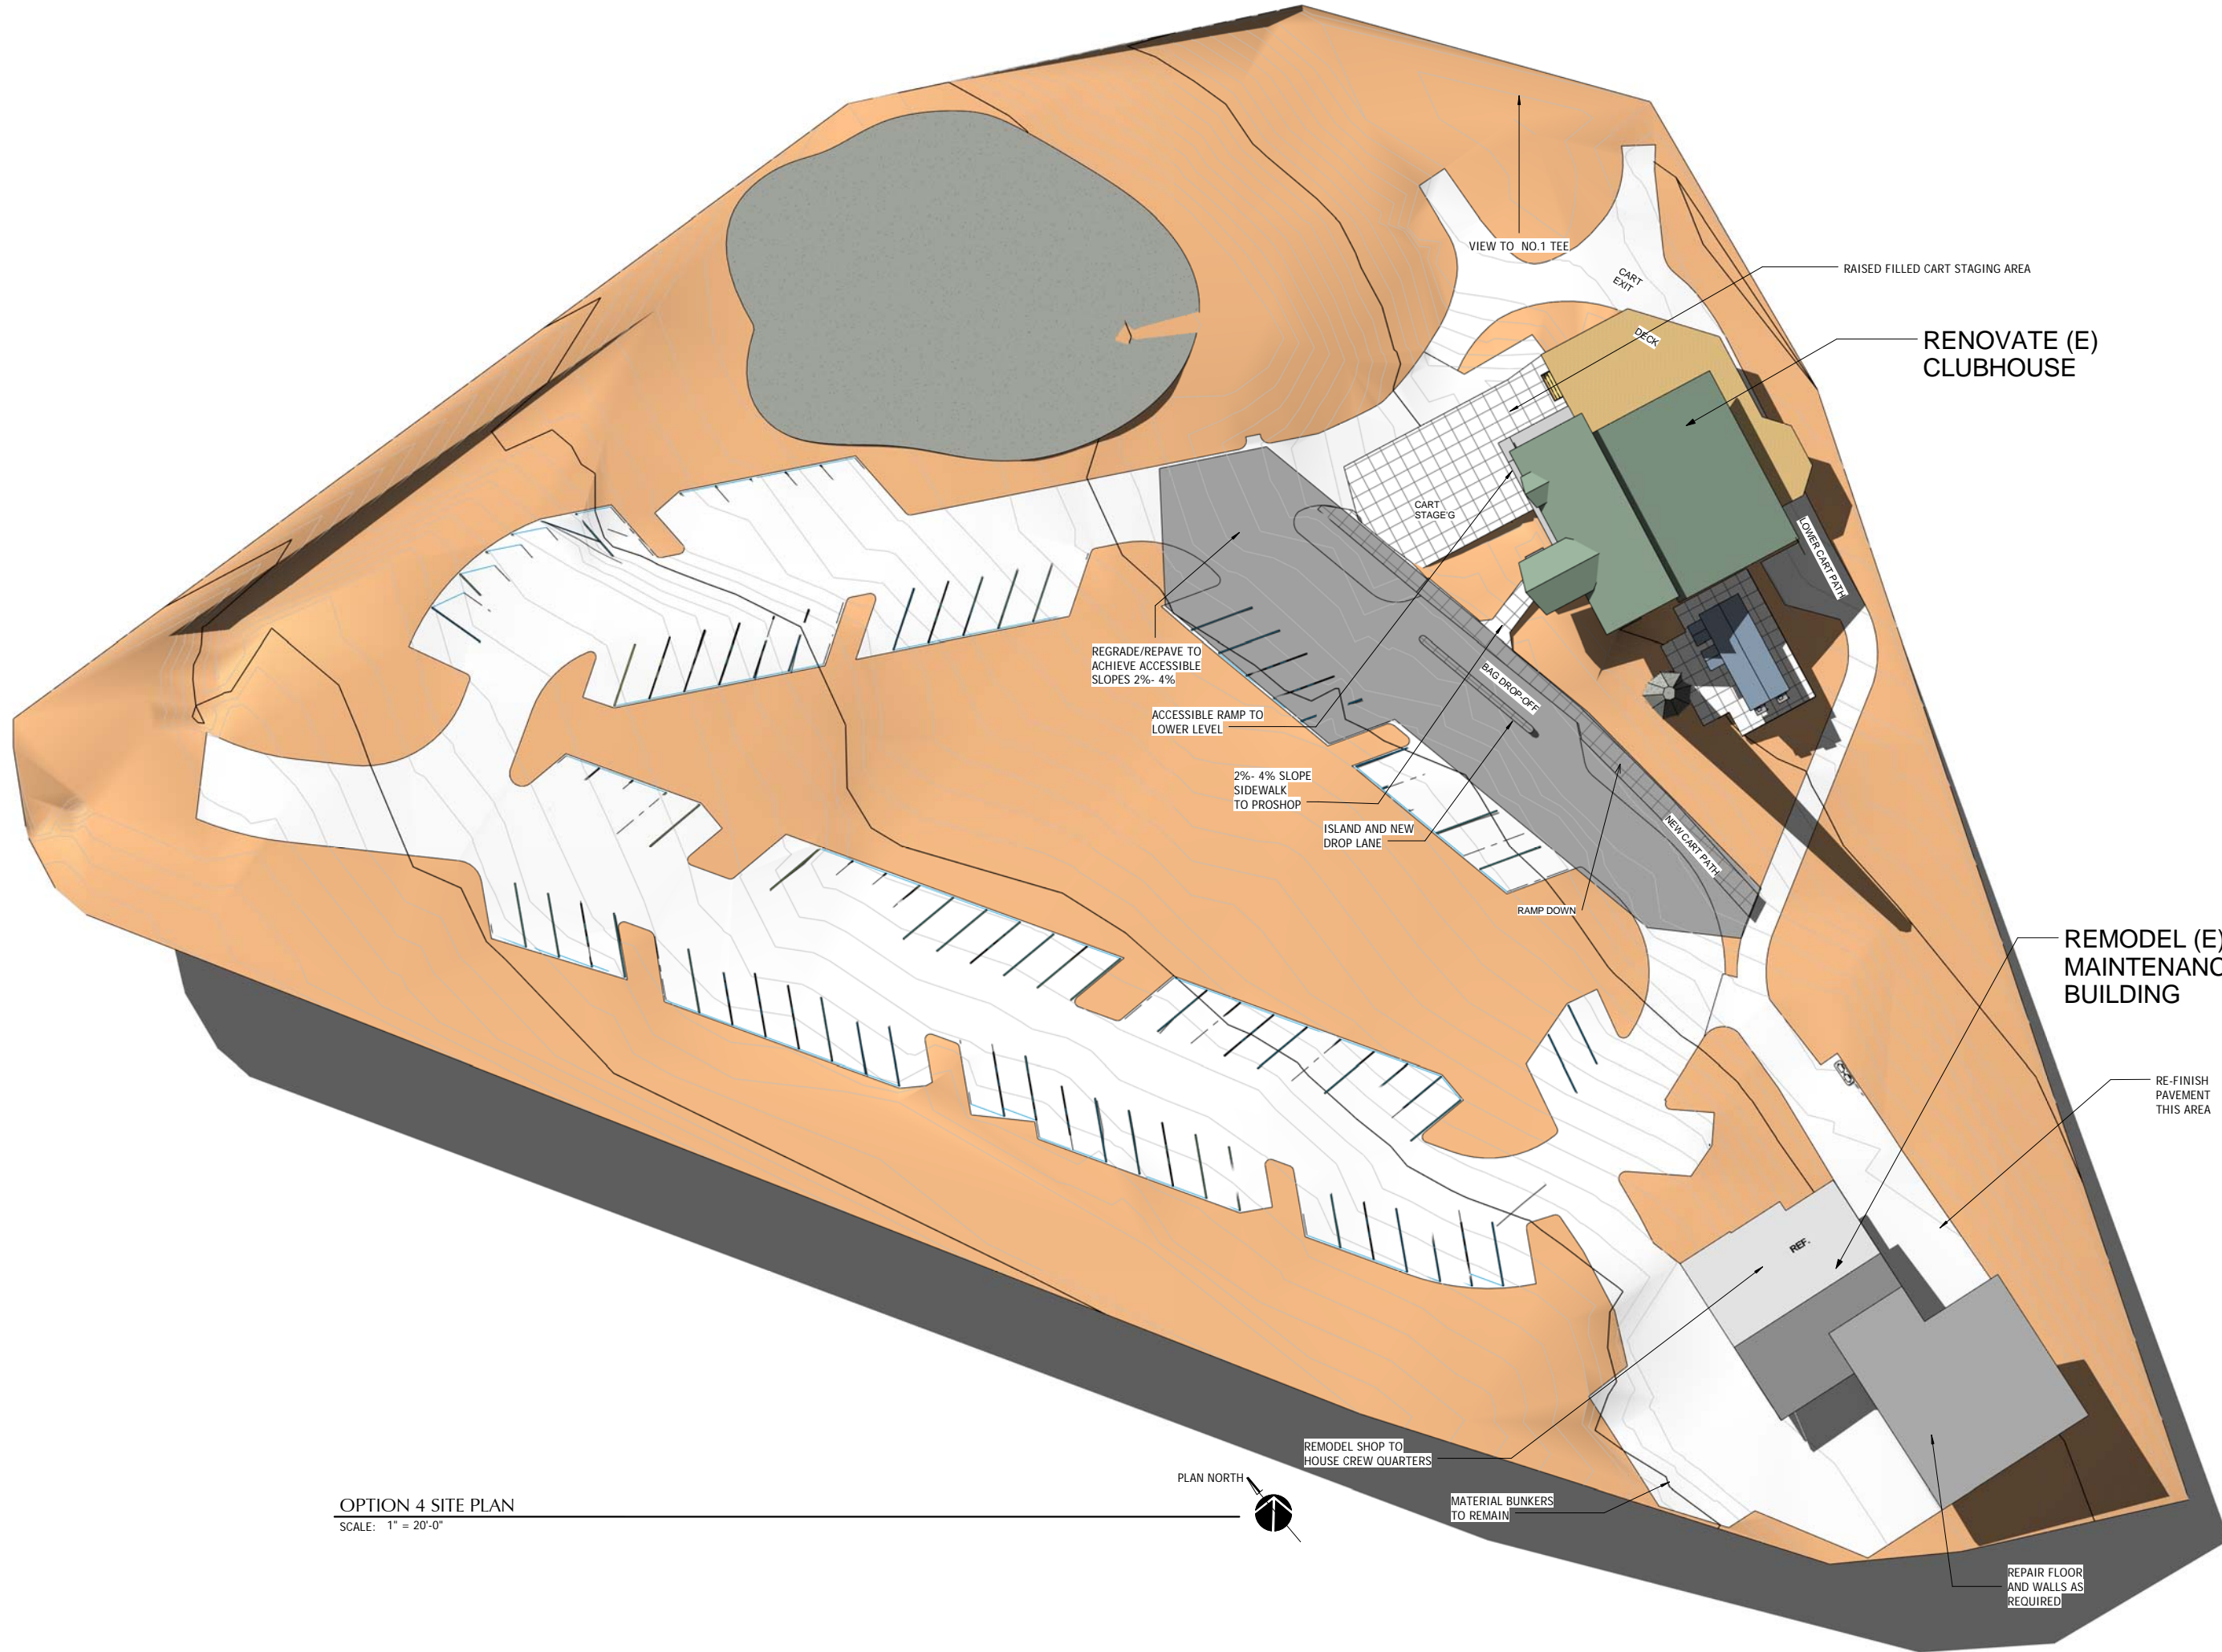 VIEW TO NO.1 TEE
CART
EXIT
RAISED FILLED CART STAGING AREA
DECK
RENOVATE (E)
CLUBHOUSE
CART
STAGE'G
LOWER CART PATH
REGRADE/REPAVE TO
ACHIEVE ACCESSIBLE
SLOPES 2%- 4%
BAG DROP-OFF
ACCESSIBLE RAMP TO
LOWER LEVEL
2%- 4% SLOPE
SIDEWALK
TO PROSHOP
ISLAND AND NEW
DROP LANE
NEW CART PATH
RAMP DOWN
REMODEL (E)
MAINTENANC
BUILDING
RE-FINISH
PAVEMENT
THIS AREA
REF.
REMODEL SHOP TO
HOUSE CREW QUARTERS
PLAN NORTH
MATERIAL BUNKERS
TO REMAIN
OPTION 4 SITE PLAN
SCALE: 1" = 20'-0"
REPAIR FLOOR
AND WALLS AS
REQUIRED